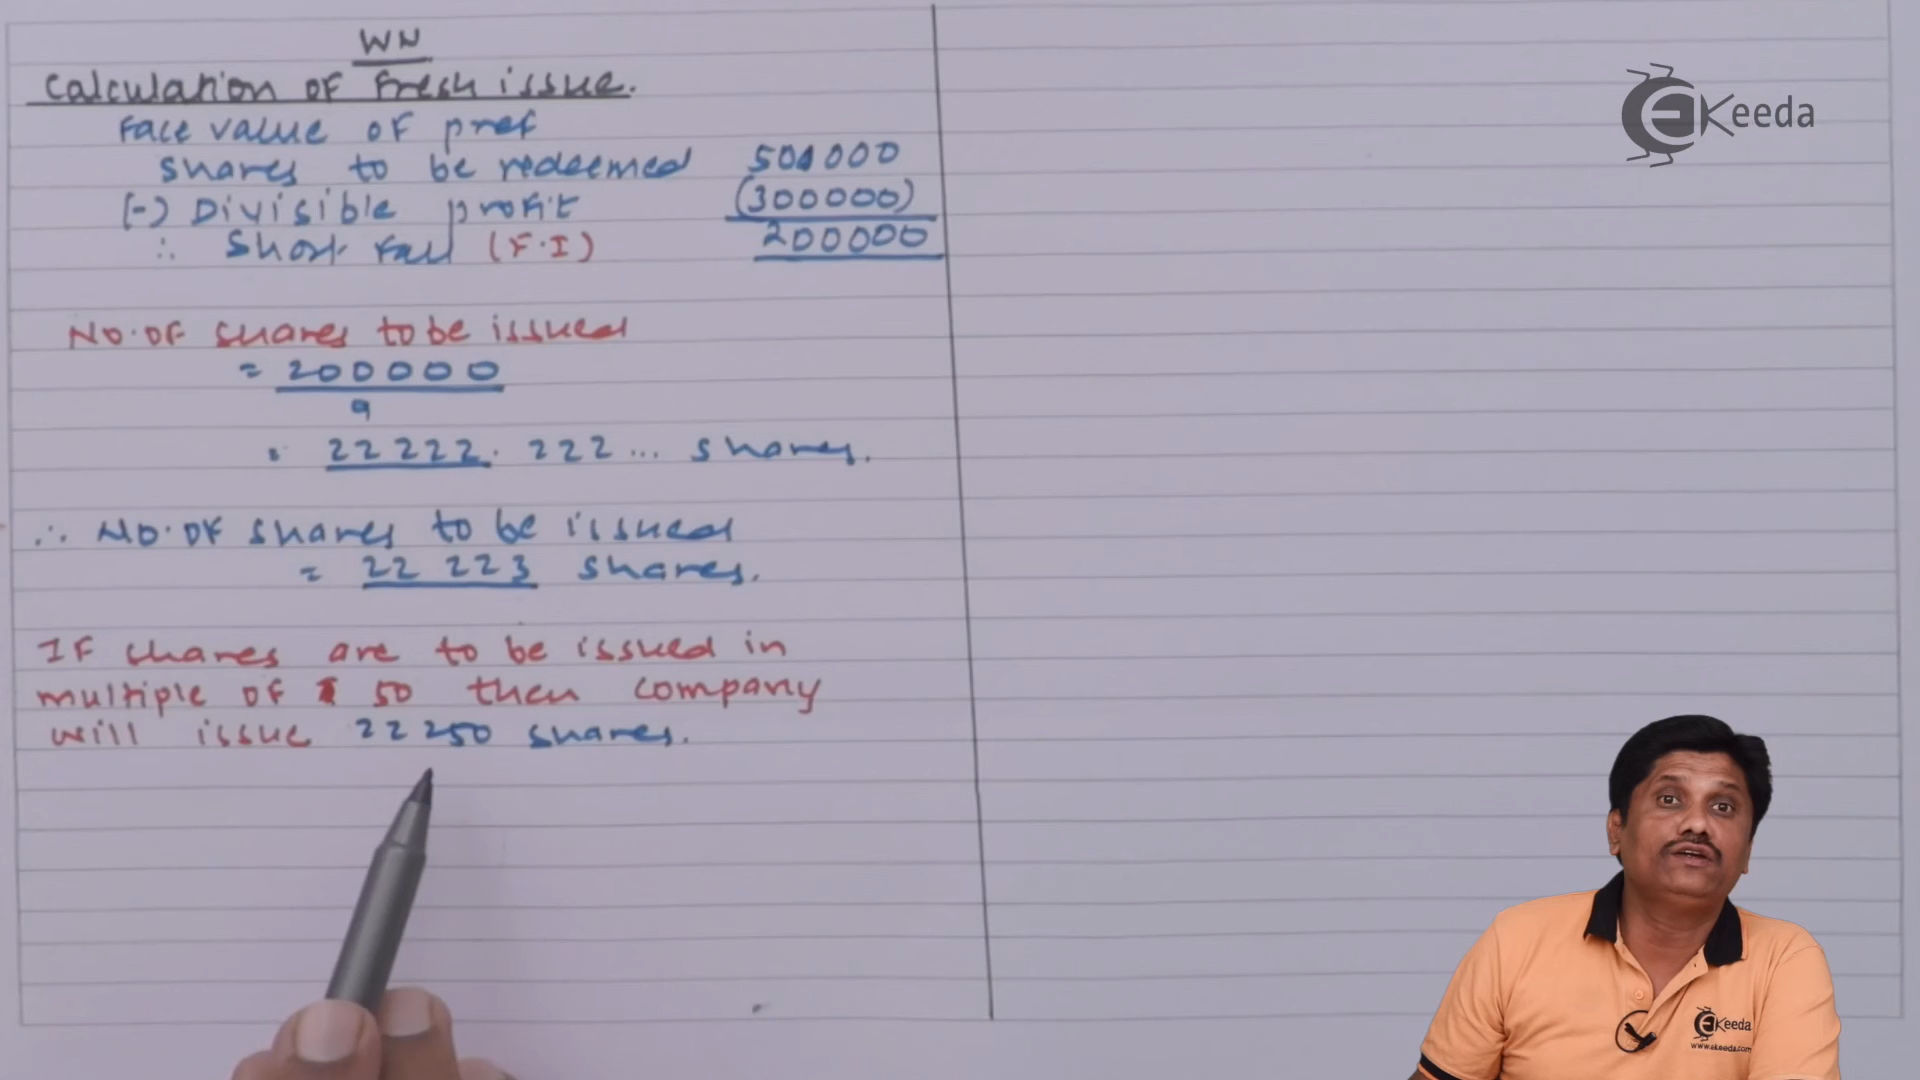 WN
Calculation of Fresh issue.
Face value of pref
shares to be redeemed 500000
(-) Divisible profit (300000)
∴ Short Fall (F.I) 200000
No. of shares to be issued
= 200000
9
= 22222.222... shares.
∴ No. of shares to be issued
= 22 223 shares.
If shares are to be issued in
multiple of 50 then company
will issue 22250 shares.
EKeeda
EKeeda
www.ekeeda.com